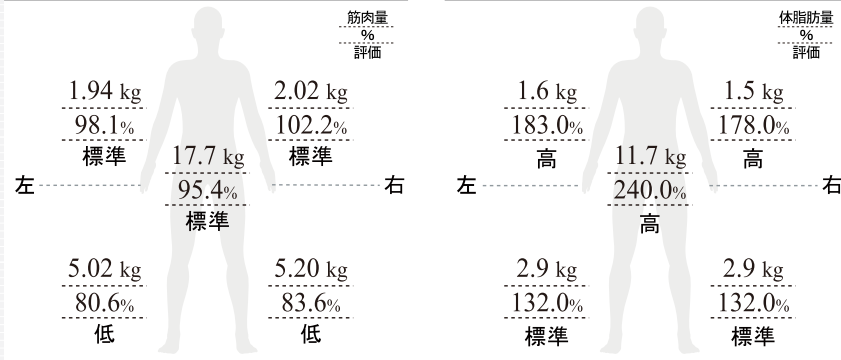 筋肉量
%
評価
1.94 kg
98.1%
標準
2.02 kg
102.2%
標準
17.7 kg
95.4%
標準
左
右
5.02 kg
80.6%
低
5.20 kg
83.6%
低
体脂肪量
%
評価
1.6 kg
183.0%
高
1.5 kg
178.0%
高
11.7 kg
240.0%
高
左
右
2.9 kg
132.0%
標準
2.9 kg
132.0%
標準